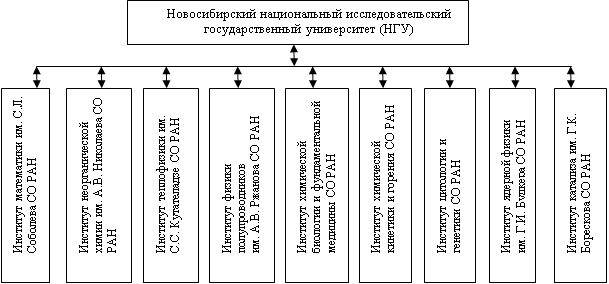 Новосибирский национальный исследовательский
государственный университет (НГУ)
Институт математики им. С.Л.
Соболева СО РАН
Институт неорганической
химии им. А.В. Николаева СО
РАН
Институт теплофизики им.
С.С. Кутателадзе СО РАН
Институт физики
полупроводников
им. А.В. Ржанова СО РАН
Институт химической
биологии и фундаментальной
медицины СО РАН
Институт химической
кинетики и горения СО РАН
Институт цитологии и
генетики СО РАН
Институт ядерной физики
им. Г.И. Будкера СО РАН
Институт катализа им. Г.К.
Борескова СО РАН